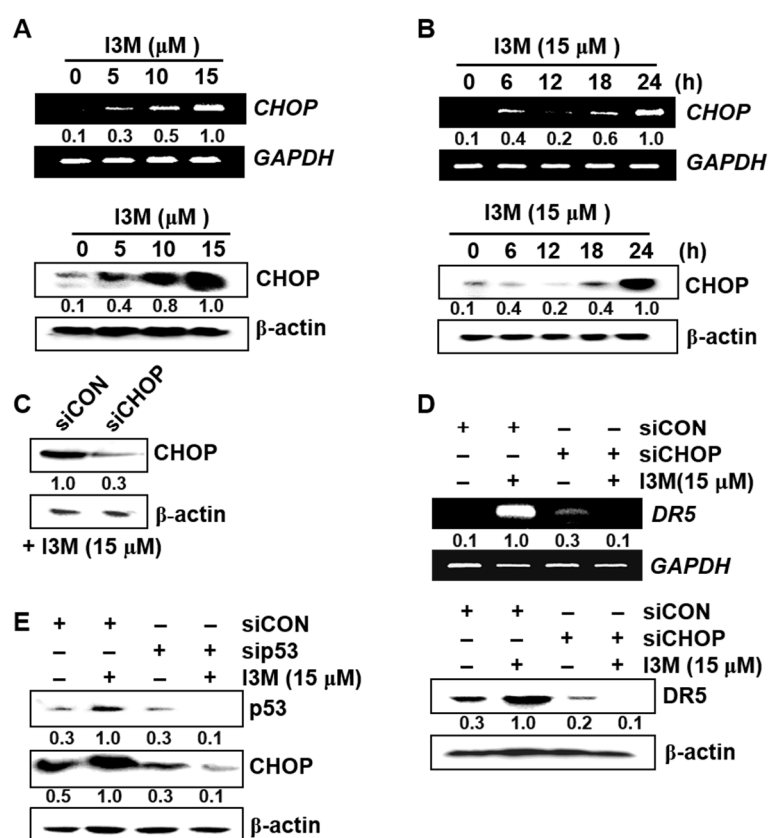 A
I3M (μM )
0 5 10 15
CHOP
0.1 0.3 0.5 1.0
GAPDH
I3M (μM )
0 5 10 15
CHOP
0.1 0.4 0.8 1.0
β-actin
B
I3M (15 μM )
0 6 12 18 24 (h)
CHOP
0.1 0.4 0.2 0.6 1.0
GAPDH
I3M (15 μM )
0 6 12 18 24 (h)
CHOP
0.1 0.4 0.2 0.4 1.0
β-actin
C
siCON siCHOP
CHOP
1.0 0.3
β-actin
+ I3M (15 μM)
D
+ + – – siCON
– – + + siCHOP
– + – + I3M(15 μM)
DR5
0.1 1.0 0.3 0.1
GAPDH
+ + – – siCON
– – + + siCHOP
– + – + I3M (15 μM)
DR5
0.3 1.0 0.2 0.1
β-actin
E
+ + – – siCON
– – + + sip53
– + – + I3M (15 μM)
p53
0.3 1.0 0.3 0.1
CHOP
0.5 1.0 0.3 0.1
β-actin